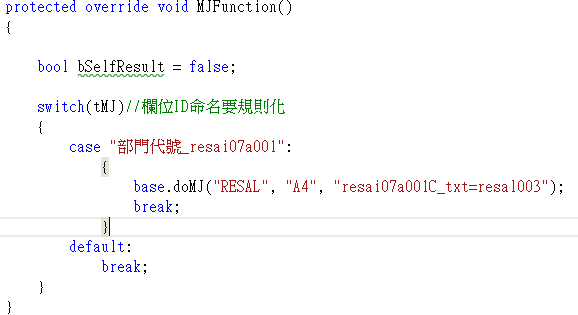 protected override void MJFunction()
{
bool bSelfResult = false;
switch(tMJ)//欄位ID命名要規則化
{
case "部門代號_resai07a001":
{
base.doMJ("RESAL", "A4", "resai07a001C_txt=resal003");
break;
}
default:
break;
}
}